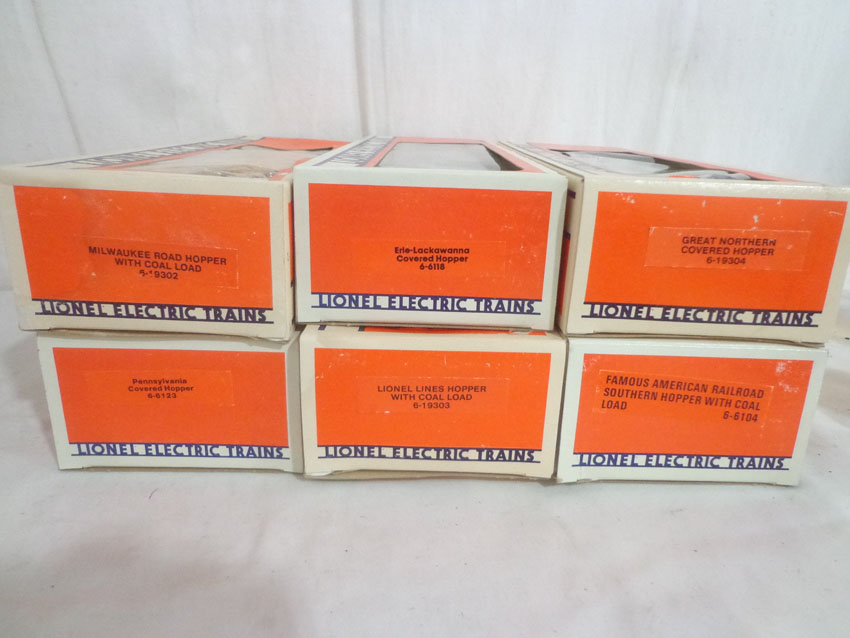 MILWAUKEE ROAD HOPPER
WITH COAL LOAD
6-19302
LIONEL ELECTRIC TRAINS
Erie-Lackawanna
Covered Hopper
6-6118
LIONEL ELECTRIC TRAINS
GREAT NORTHERN
COVERED HOPPER
6-19304
LIONEL ELECTRIC TRAINS
Pennsylvania
Covered Hopper
6-6123
LIONEL ELECTRIC TRAINS
LIONEL LINES HOPPER
WITH COAL LOAD
6-19303
LIONEL ELECTRIC TRAINS
FAMOUS AMERICAN RAILROAD
SOUTHERN HOPPER WITH COAL
LOAD 6-6104
LIONEL ELECTRIC TRAINS